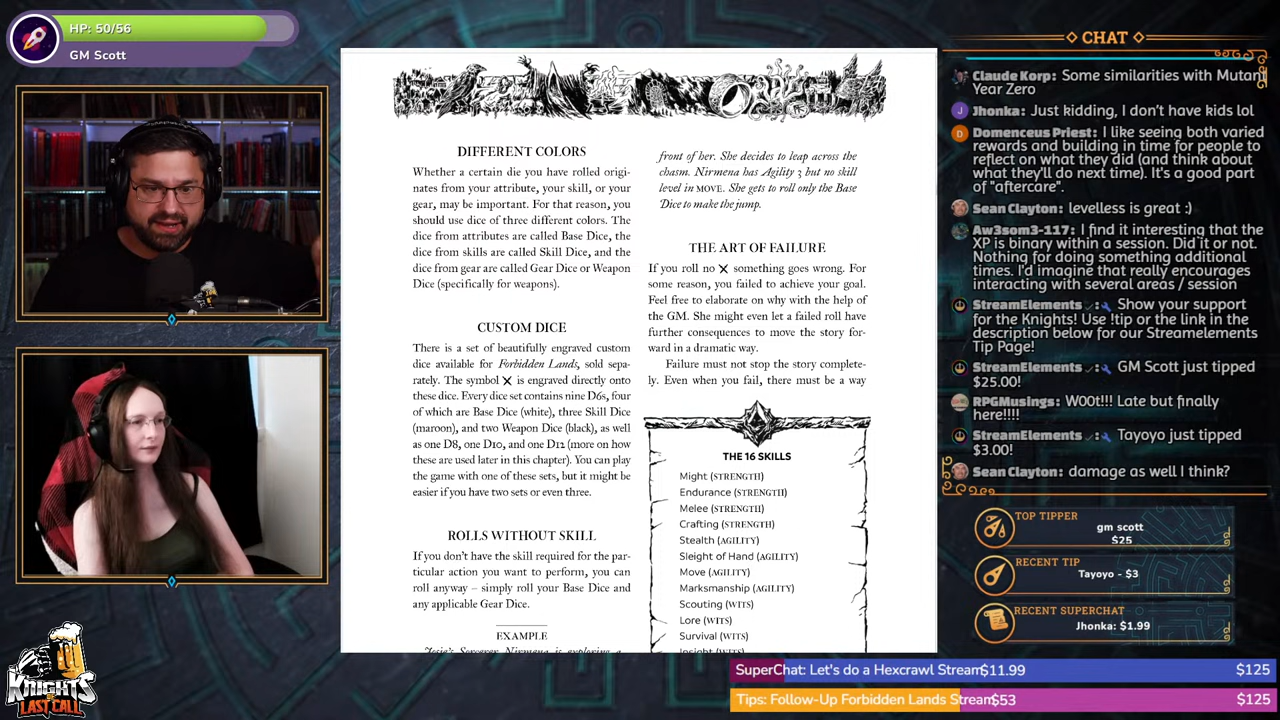 HP: 50/56
GM Scott
DIFFERENT COLORS
Whether a certain die you have rolled origi-
nates from your attribute, your skill, or your
gear, may be important. For that reason, you
should use dice of three different colors. The
dice from attributes are called Base Dice, the
dice from skills are called Skill Dice, and the
dice from gear are called Gear Dice or Weapon
Dice (specifically for weapons).
CUSTOM DICE
There is a set of beautifully engraved custom
dice available for Forbidden Lands, sold sepa-
rately. The symbol ⚔ is engraved directly onto
these dice. Every dice set contains nine D6s, four
of which are Base Dice (white), three Skill Dice
(maroon), and two Weapon Dice (black), as well
as one D8, one D10, and one D12 (more on how
these are used later in this chapter). You can play
the game with one of these sets, but it might be
easier if you have two sets or even three.
ROLLS WITHOUT SKILL
If you don't have the skill required for the par-
ticular action you want to perform, you can
roll anyway – simply roll your Base Dice and
any applicable Gear Dice.
EXAMPLE
Josie's Sorcerer Nirmena is exploring a
front of her. She decides to leap across the
chasm. Nirmena has Agility 3 but no skill
level in MOVE. She gets to roll only the Base
Dice to make the jump.
THE ART OF FAILURE
If you roll no ⚔ something goes wrong. For
some reason, you failed to achieve your goal.
Feel free to elaborate on why with the help of
the GM. She might even let a failed roll have
further consequences to move the story for-
ward in a dramatic way.
Failure must not stop the story complete-
ly. Even when you fail, there must be a way
THE 16 SKILLS
Might (STRENGTH)
Endurance (STRENGTH)
Melee (STRENGTH)
Crafting (STRENGTH)
Stealth (AGILITY)
Sleight of Hand (AGILITY)
Move (AGILITY)
Marksmanship (AGILITY)
Scouting (WITS)
Lore (WITS)
Survival (WITS)
Insight (WITS)
CHAT
Claude Korp: Some similarities with Mutant
Year Zero
Jhonka: Just kidding, I don't have kids lol
Domenceus Priest: I like seeing both varied
rewards and building in time for people to
reflect on what they did (and think about
what they'll do next time). It's a good part
of "aftercare".
Sean Clayton: levelless is great :)
Aw3som3-117: I find it interesting that the
XP is binary within a session. Did it or not.
Nothing for doing something additional
times. I'd imagine that really encourages
interacting with several areas / session
StreamElements: Show your support
for the Knights! Use !tip or the link in the
description below for our Streamelements
Tip Page!
StreamElements: GM Scott just tipped
$25.00!
RPGMusings: W00t!!! Late but finally
here!!!!
StreamElements: Tayoyo just tipped
$3.00!
Sean Clayton: damage as well I think?
TOP TIPPER
gm scott
$25
RECENT TIP
Tayoyo - $3
RECENT SUPERCHAT
Jhonka: $1.99
SuperChat: Let's do a Hexcrawl Stream $11.99 $125
Tips: Follow-Up Forbidden Lands Stream $53 $125
KNIGHTS
OF
LAST CALL